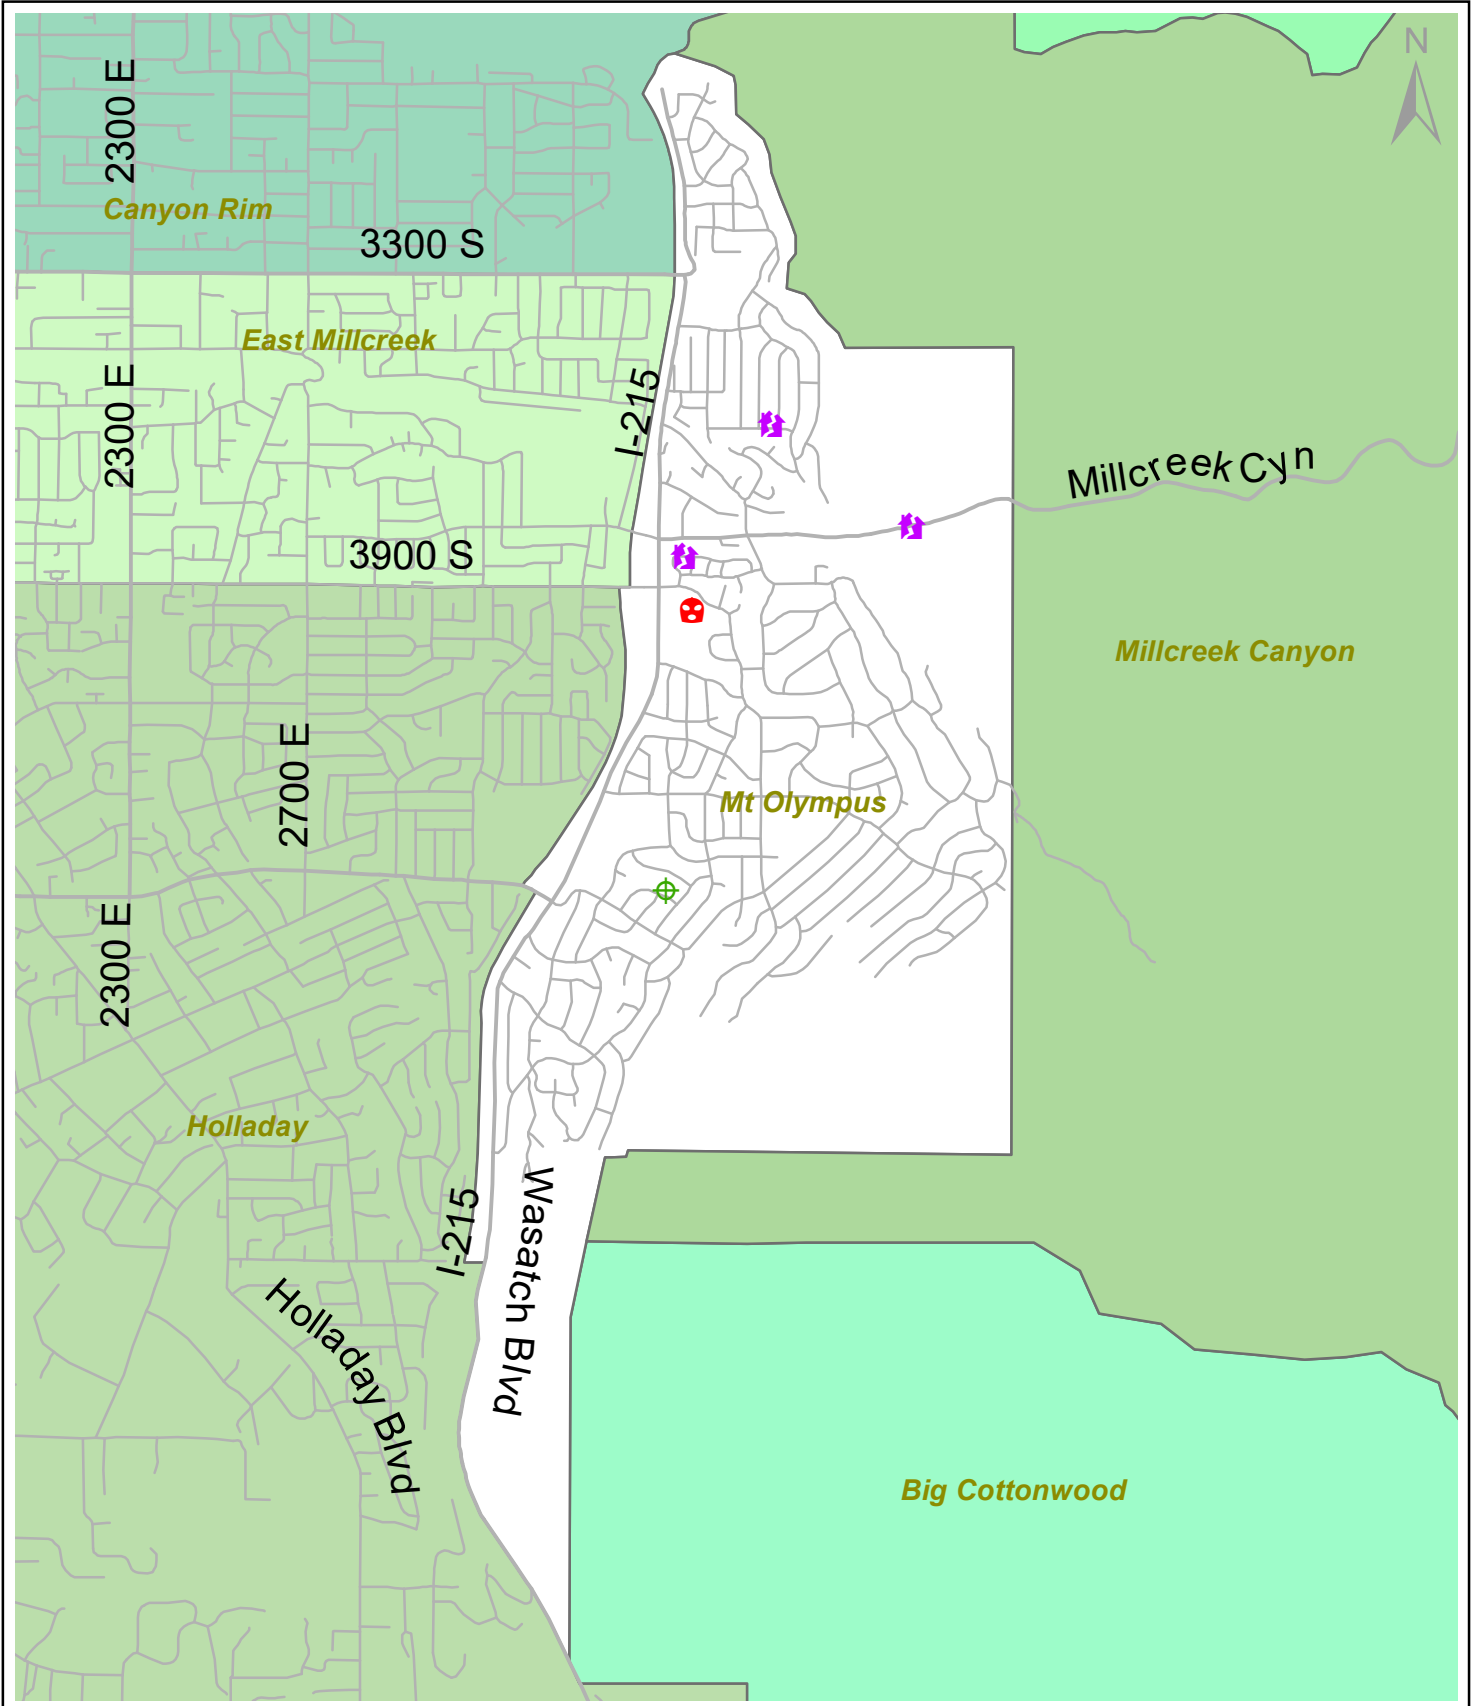 N
2300 E
Canyon Rim
3300 S
East Millcreek
I-215
2300 E
Millcreek Cyn
3900 S
Millcreek Canyon
2700 E
Mt Olympus
2300 E
Holladay
I-215
Wasatch Blvd
Holladay Blvd
Big Cottonwood